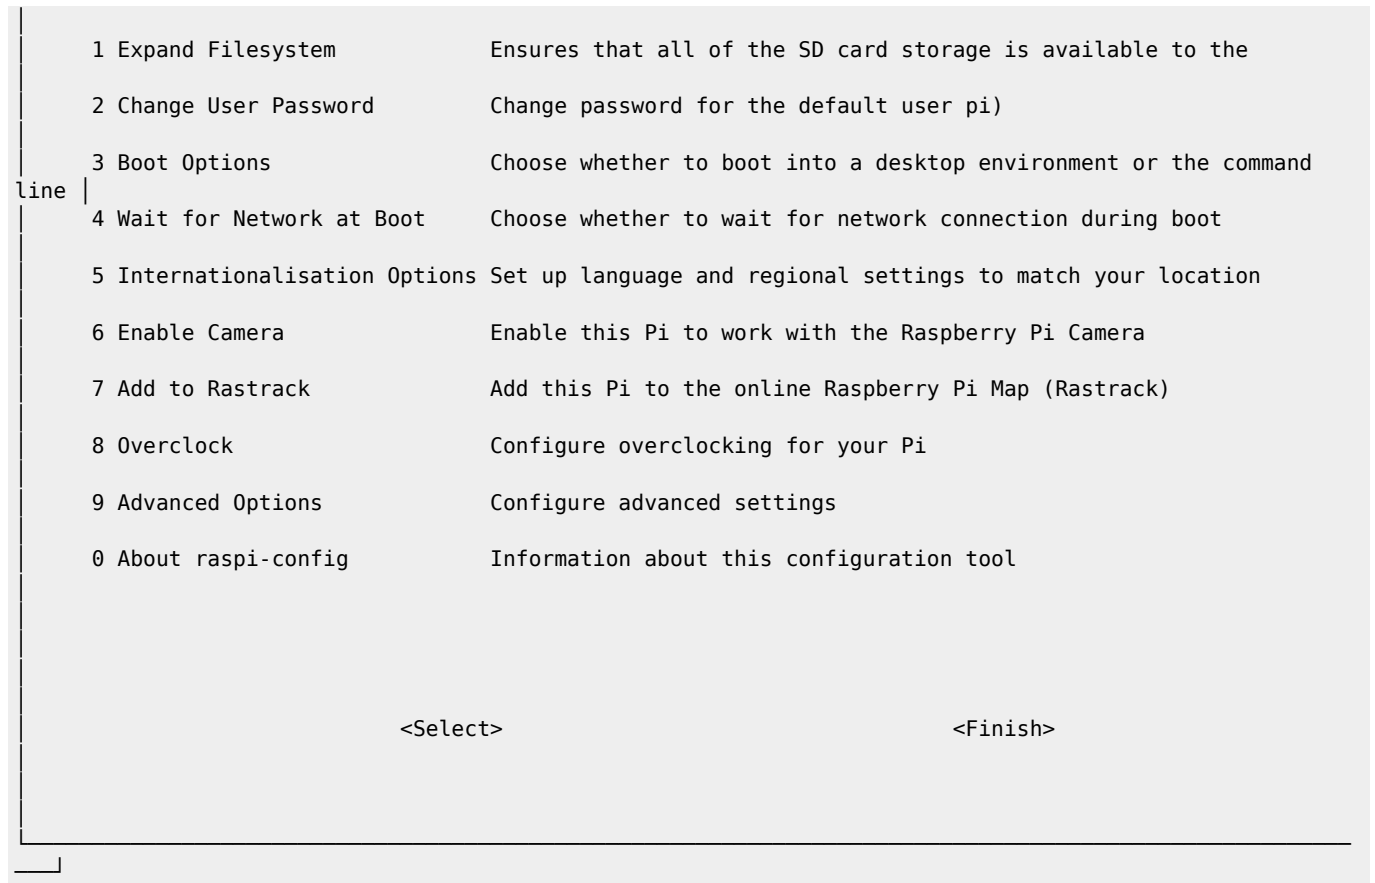 1 Expand Filesystem Ensures that all of the SD card storage is available to the
2 Change User Password Change password for the default user pi)
3 Boot Options Choose whether to boot into a desktop environment or the command
line
4 Wait for Network at Boot Choose whether to wait for network connection during boot
5 Internationalisation Options Set up language and regional settings to match your location
6 Enable Camera Enable this Pi to work with the Raspberry Pi Camera
7 Add to Rastrack Add this Pi to the online Raspberry Pi Map (Rastrack)
8 Overclock Configure overclocking for your Pi
9 Advanced Options Configure advanced settings
0 About raspi-config Information about this configuration tool
<Select> <Finish>